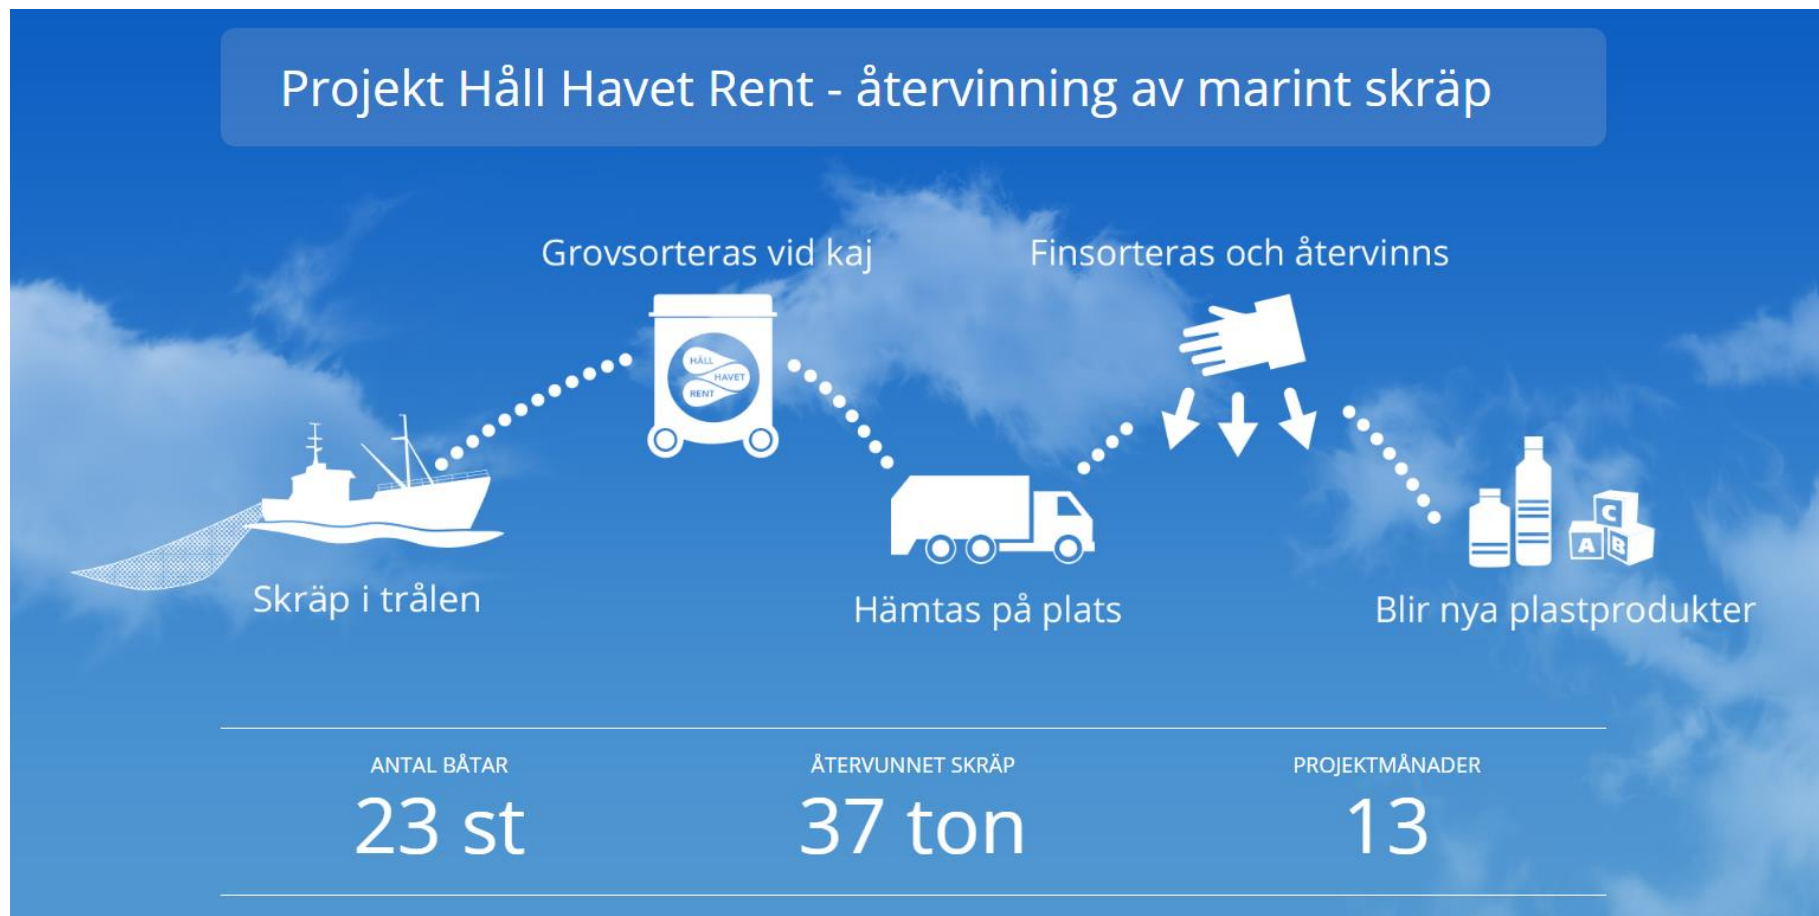 Projekt Håll Havet Rent - återvinning av marint skräp
Grovsorteras vid kaj
Finsorteras och återvinns
HÅLL
HAVET
RENT
C
A B
Skräp i trålen
Hämtas på plats
Blir nya plastprodukter
ANTAL BÅTAR
23 st
ÅTERVUNNET SKRÄP
37 ton
PROJEKTMÅNADER
13